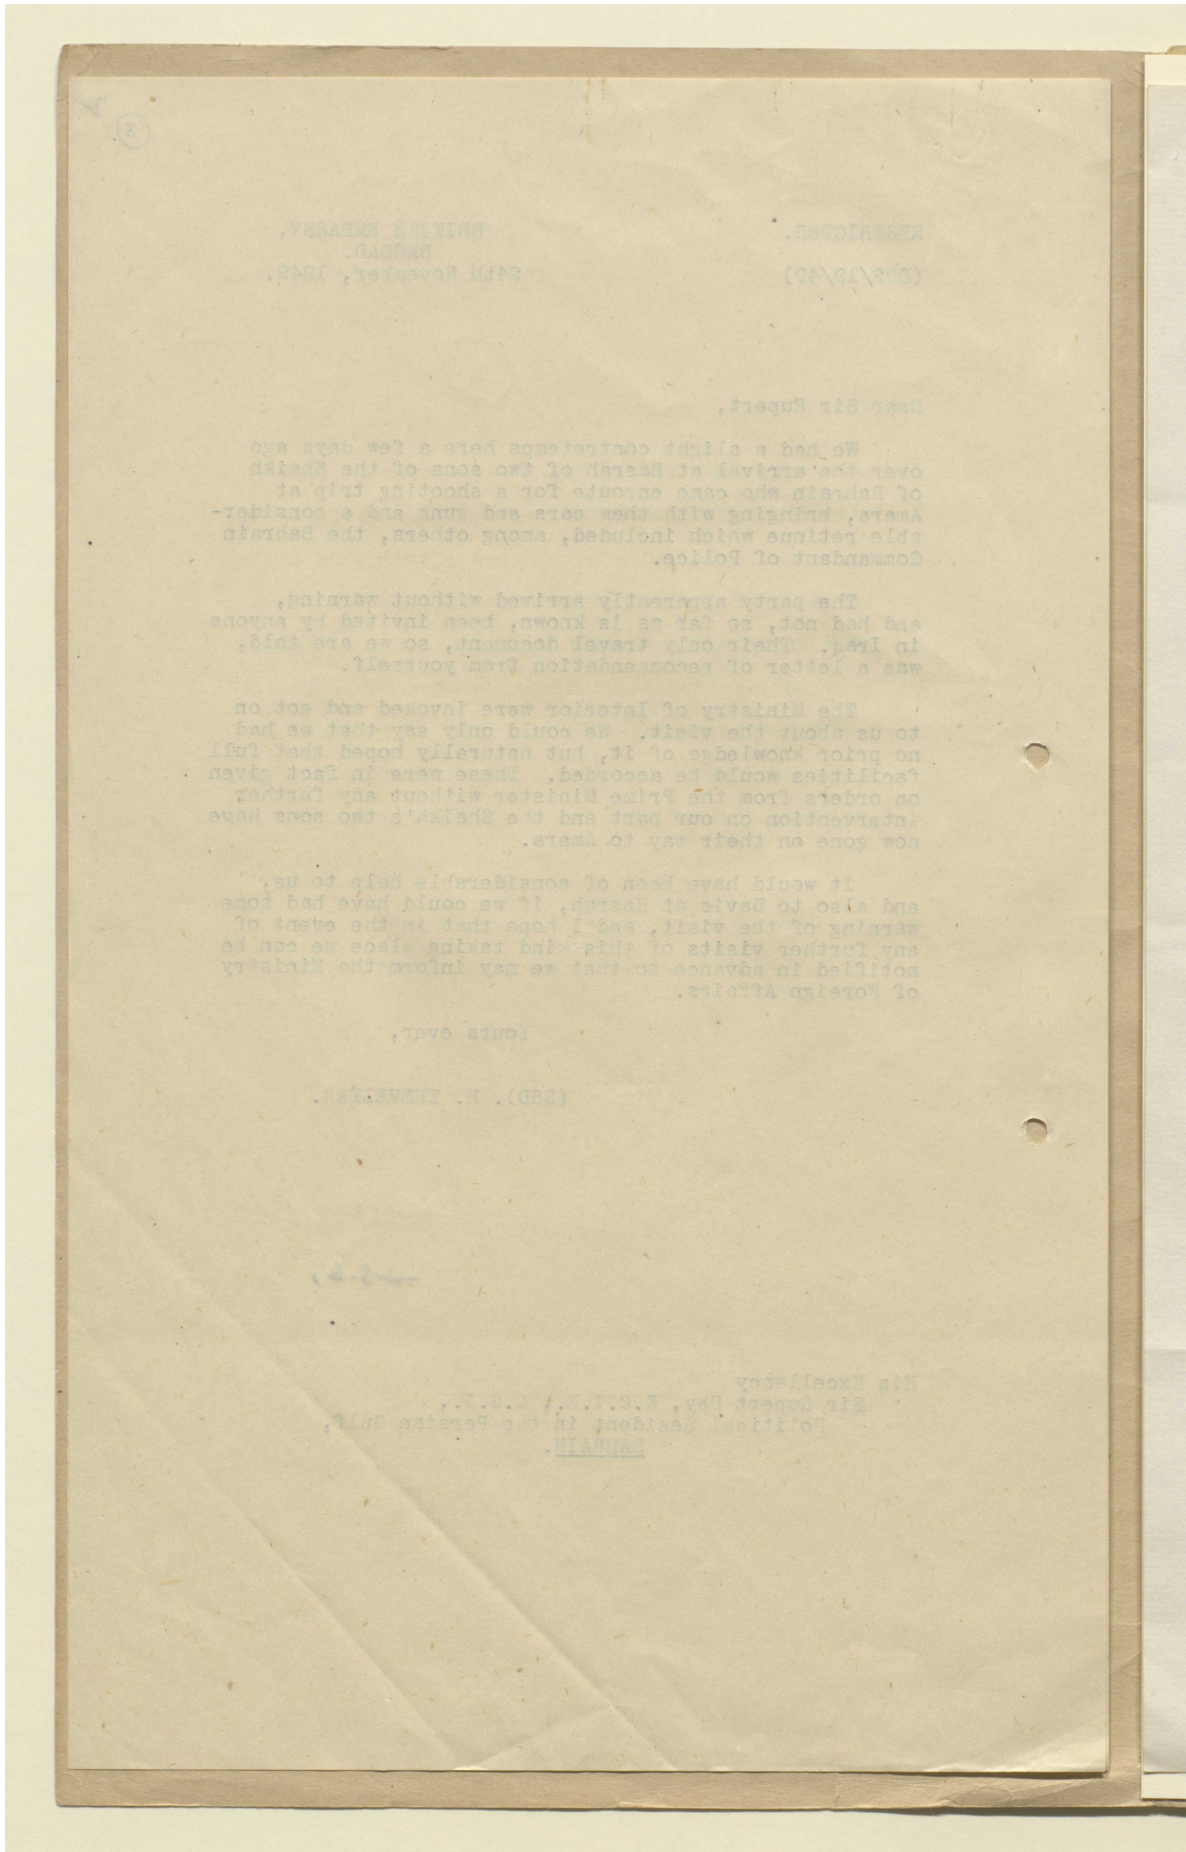 3
RESTRICTED.
BRITISH EMBASSY,
BAGDAD.
24th November, 1949.
Dear Sir Rupert,
We had a slight contretemps here a few days ago
over the arrival at Basrah of two sons of the Sheikh
of Bahrain who came enroute for a shooting trip at
Amara, bringing with them cars and guns and a consider-
able retinue which included, among others, the Bahrain
Commandant of Police.
The party apparently arrived without warning,
and had not, so far as is known, been invited by anyone
in Iraq. Their only travel document, so we are told,
was a letter of recommendation from yourself.
The Ministry of Interior were invoked and got on
to us about the visit. We could only say that we had
no prior knowledge of it, but naturally hoped that full
facilities would be accorded. These were in fact given
on orders from the Prime Minister without any further
intervention on our part and the Sheikh's two sons have
now gone on their way to Amara.
It would have been of considerable help to us,
and also to Davis at Basrah, if we could have had some
warning of the visit, and I hope that in the event of
any further visits of this kind taking place we can be
notified in advance so that we may inform the Ministry
of Foreign Affairs.
Yours ever,
(SGD). H. TREVELYAN.
His Excellency
Sir Rupert Hay, K.C.I.E., C.S.I.,
Political Resident in the Persian Gulf,
BAHRAIN.